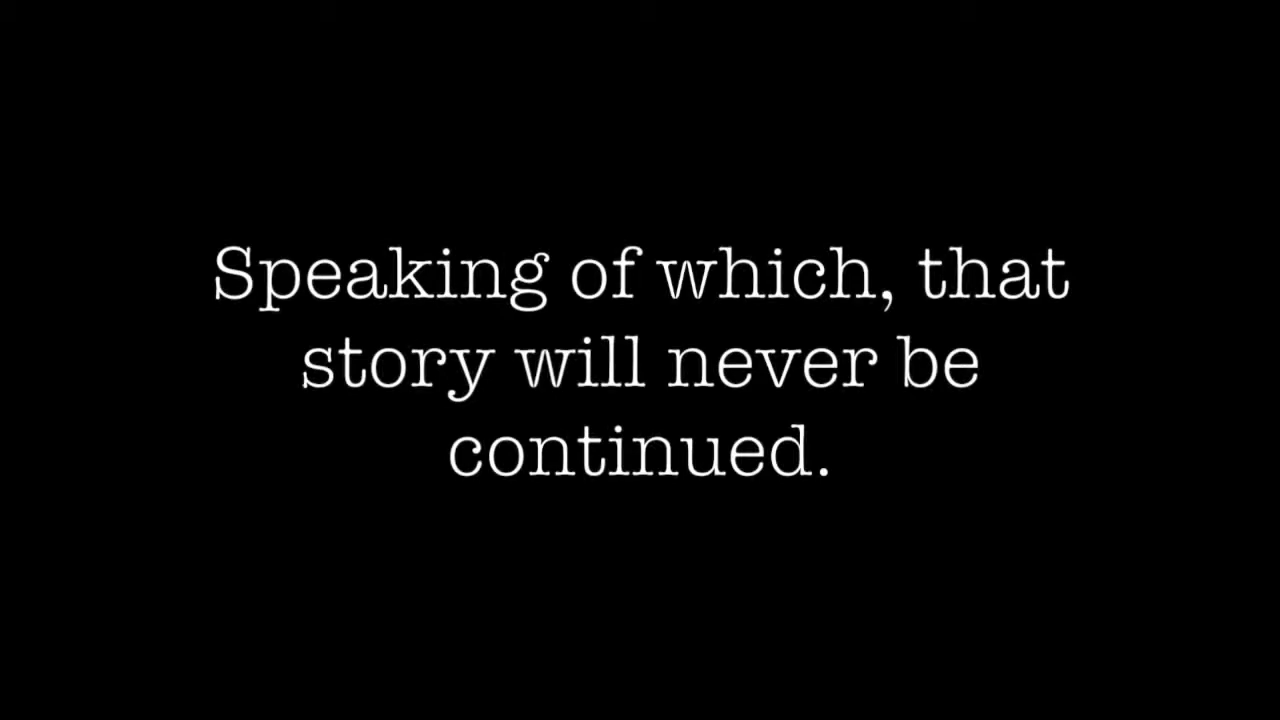 Speaking of which, that
story will never be
continued.